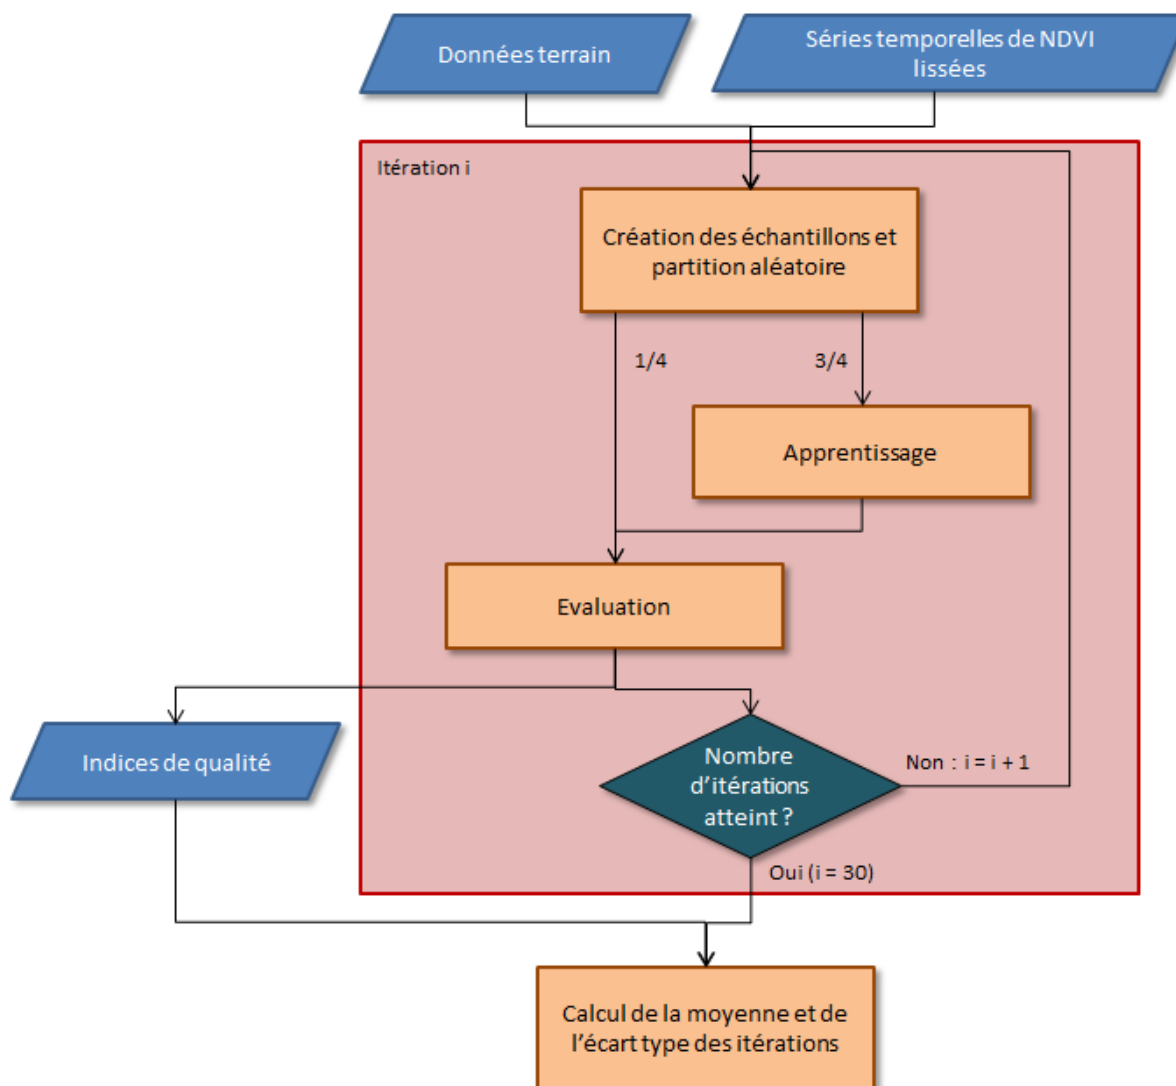 Données terrain
Séries temporelles de NDVI
lissées
Itération i
Création des échantillons et
partition aléatoire
1/4
3/4
Apprentissage
Evaluation
Indices de qualité
Nombre
d’itérations
atteint ?
Non : i = i + 1
Oui (i = 30)
Calcul de la moyenne et de
l’écart type des itérations